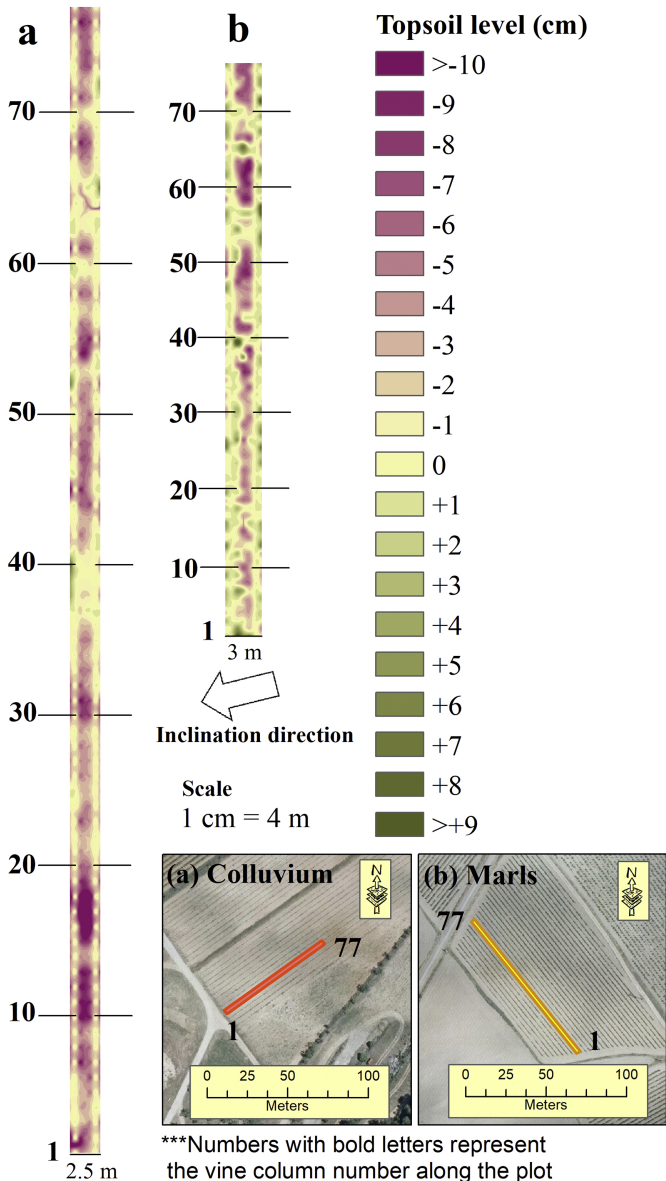 a
70
60
50
40
30
20
10
1
2.5 m
b
70
60
50
40
30
20
10
1
3 m
Inclination direction
Scale
1 cm = 4 m
Topsoil level (cm)
>-10
-9
-8
-7
-6
-5
-4
-3
-2
-1
0
+1
+2
+3
+4
+5
+6
+7
+8
>+9
(a) Colluvium
N
77
1
0 25 50 100
Meters
(b) Marls
N
77
1
0 25 50 100
Meters
***Numbers with bold letters represent
the vine column number along the plot